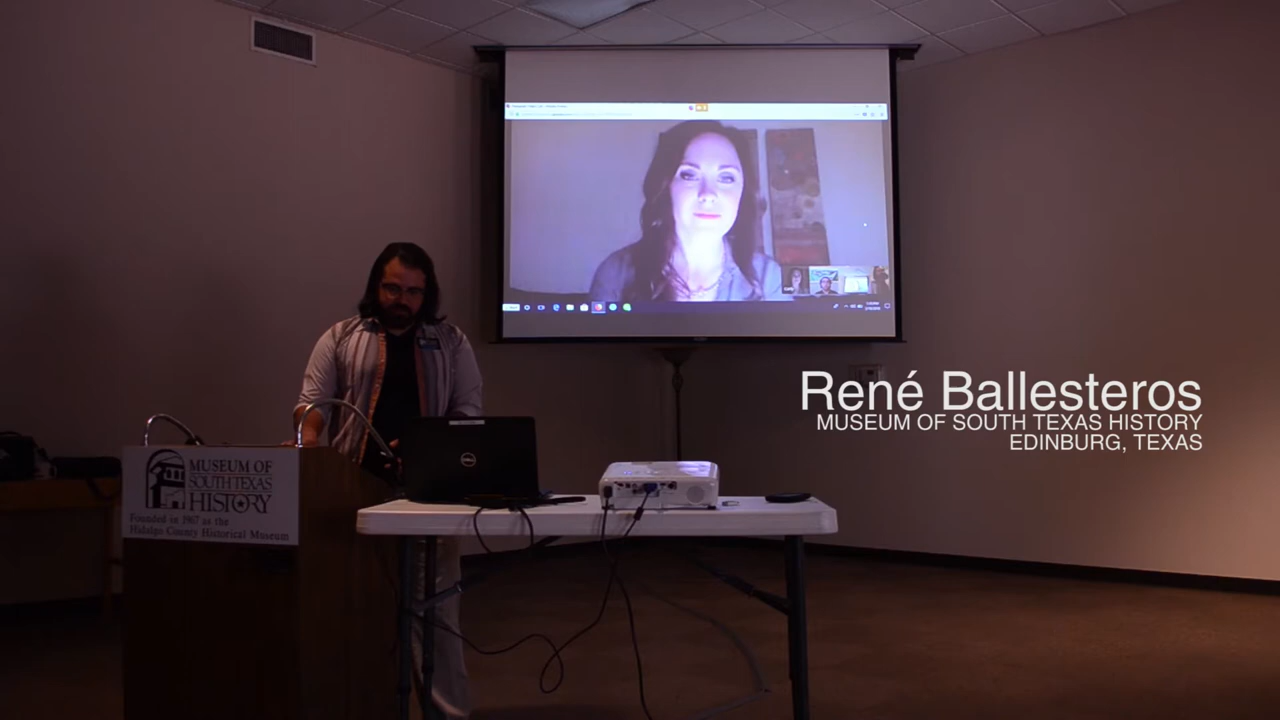 René Ballesteros
MUSEUM OF SOUTH TEXAS HISTORY
EDINBURG, TEXAS
MUSEUM OF
SOUTH TEXAS
HISTORY
Founded in 1967 as the
Hidalgo County Historical Museum
DELL